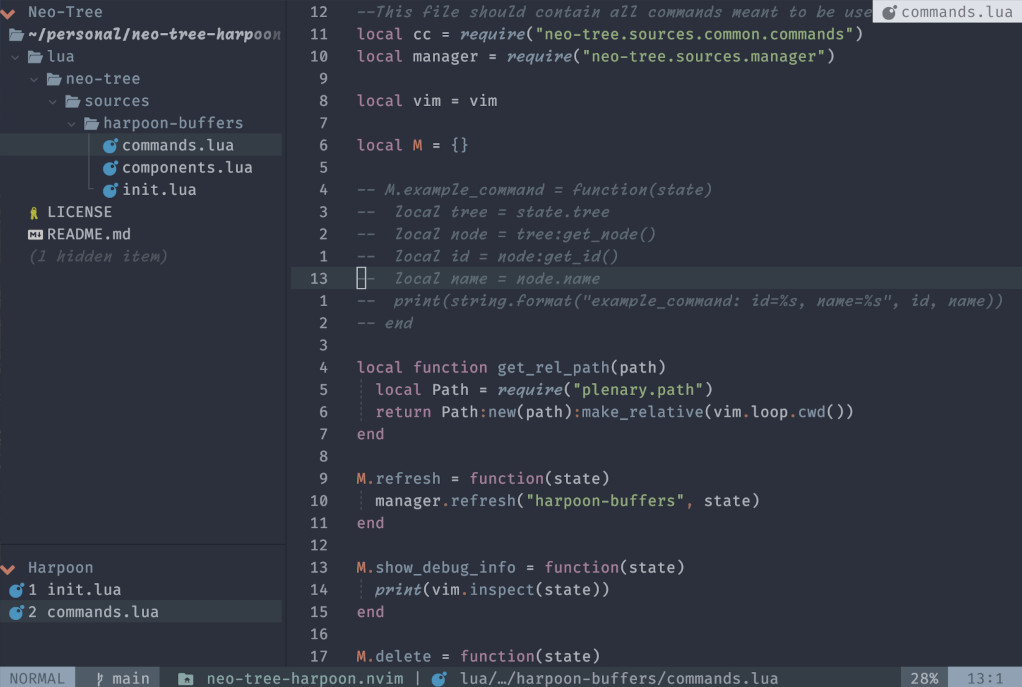 Neo-Tree
~/personal/neo-tree-harpoon
lua
neo-tree
sources
harpoon-buffers
commands.lua
components.lua
init.lua
LICENSE
README.md
(1 hidden item)
Harpoon
1 init.lua
2 commands.lua
commands.lua
12 --This file should contain all commands meant to be use
11 local cc = require("neo-tree.sources.common.commands")
10 local manager = require("neo-tree.sources.manager")
9
8 local vim = vim
7
6 local M = {}
5
4 -- M.example_command = function(state)
3 --  local tree = state.tree
2 --  local node = tree:get_node()
1 --  local id = node:get_id()
13 --  local name = node.name
1 --  print(string.format("example_command: id=%s, name=%s", id, name))
2 -- end
3
4 local function get_rel_path(path)
5   local Path = require("plenary.path")
6   return Path:new(path):make_relative(vim.loop.cwd())
7 end
8
9 M.refresh = function(state)
10   manager.refresh("harpoon-buffers", state)
11 end
12
13 M.show_debug_info = function(state)
14   print(vim.inspect(state))
15 end
16
17 M.delete = function(state)
NORMAL main neo-tree-harpoon.nvim | lua/…/harpoon-buffers/commands.lua 28% 13:1